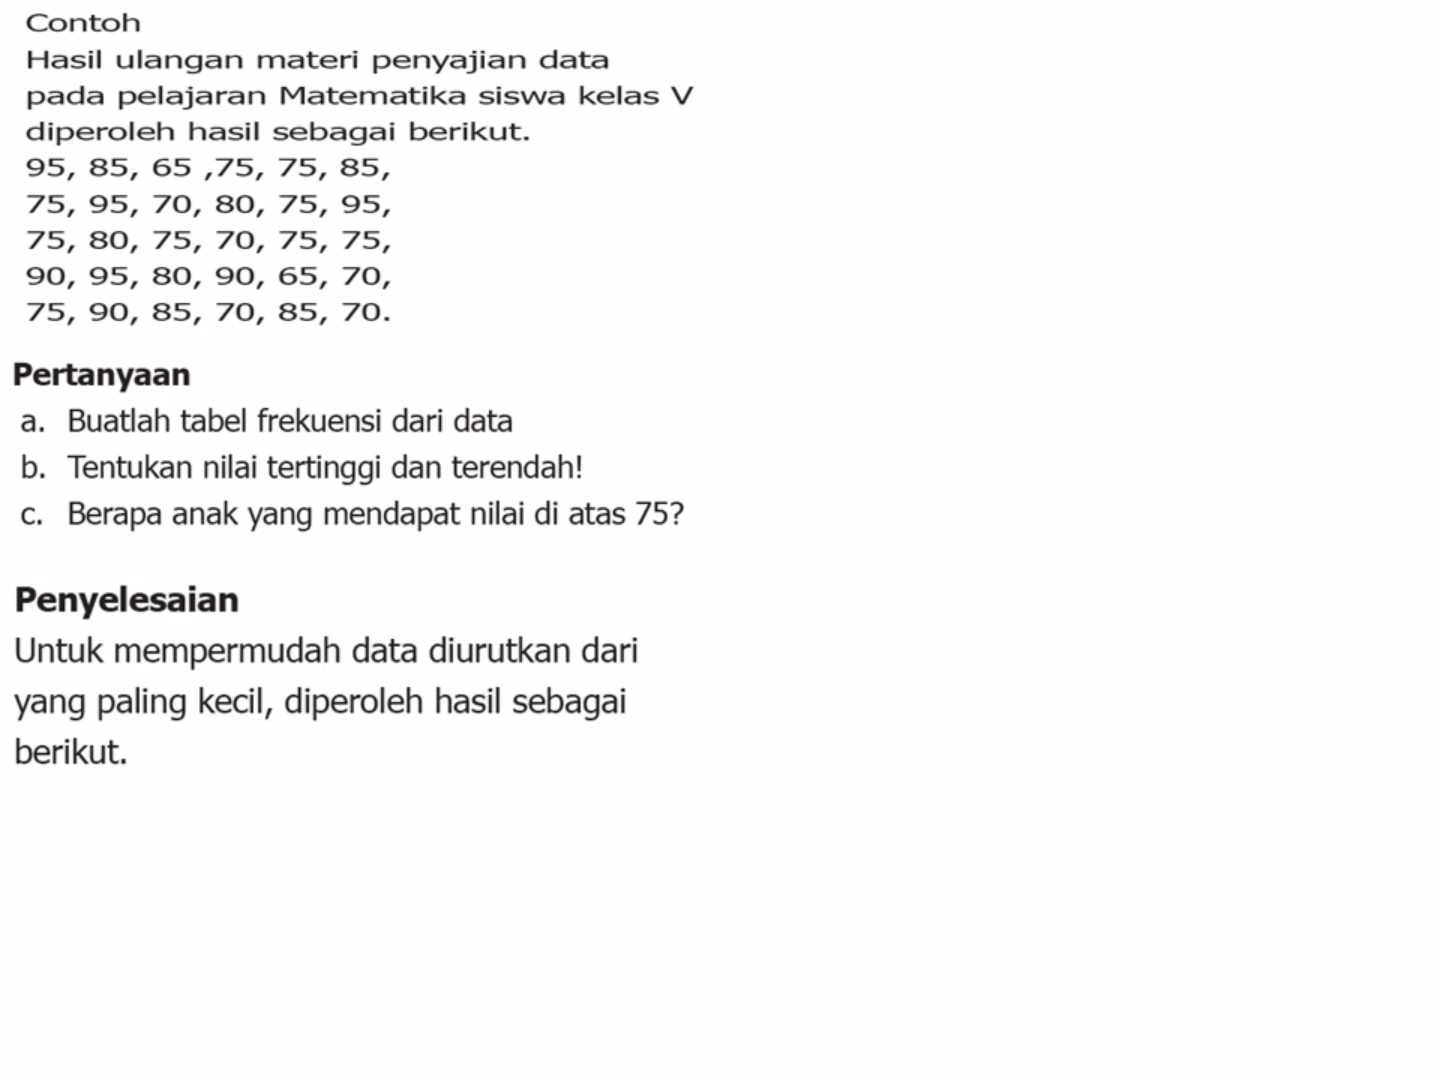 Contoh
Hasil ulangan materi penyajian data
pada pelajaran Matematika siswa kelas V
diperoleh hasil sebagai berikut.
95, 85, 65 ,75, 75, 85,
75, 95, 70, 80, 75, 95,
75, 80, 75, 70, 75, 75,
90, 95, 80, 90, 65, 70,
75, 90, 85, 70, 85, 70.
Pertanyaan
a. Buatlah tabel frekuensi dari data
b. Tentukan nilai tertinggi dan terendah!
c. Berapa anak yang mendapat nilai di atas 75?
Penyelesaian
Untuk mempermudah data diurutkan dari
yang paling kecil, diperoleh hasil sebagai
berikut.